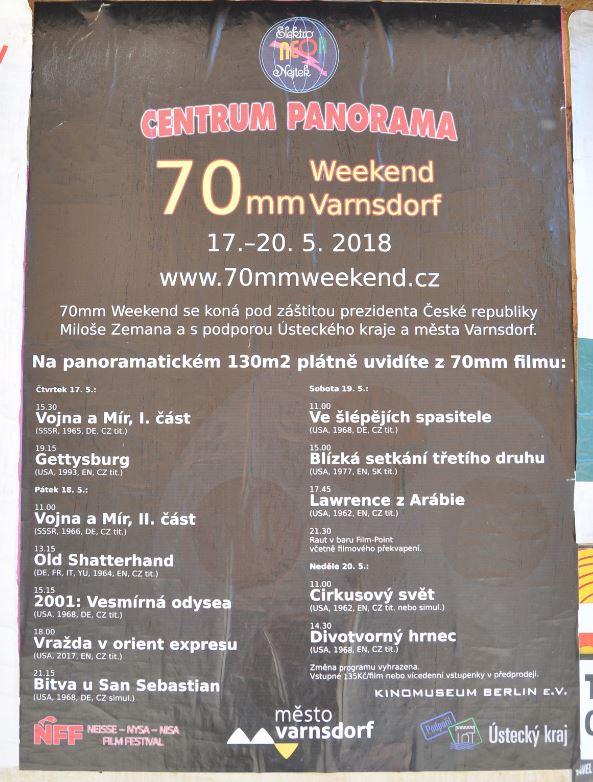 Elektro
NEO!
Nejtek
CENTRUM PANORAMA
70mm Weekend
Varnsdorf
17.–20. 5. 2018
www.70mmweekend.cz
70mm Weekend se koná pod záštitou prezidenta České republiky
Miloše Zemana a s podporou Ústeckého kraje a města Varnsdorf.
Na panoramatickém 130m2 plátně uvidíte z 70mm filmu:
Čtvrtek 17. 5.:
15.30
Vojna a Mír, I. část
(SSSR, 1965, DE, CZ tit.)
19.15
Gettysburg
(USA, 1993, EN, CZ tit.)
Pátek 18. 5.:
11.00
Vojna a Mír, II. část
(SSSR, 1966, DE, CZ tit.)
13.15
Old Shatterhand
(DE, FR, IT, YU, 1964, EN, CZ tit.)
15.15
2001: Vesmírná odysea
(USA, 1968, DE, CZ tit.)
18.00
Vražda v orient expresu
(USA, 2017, EN, CZ tit.)
21.15
Bitva u San Sebastian
(USA, 1968, DE, CZ simul.)
Sobota 19. 5.:
11.00
Ve šlépějích spasitele
(USA, 1968, DE, CZ tit.)
15.00
Blízká setkání třetího druhu
(USA, 1977, EN, SK tit.)
17.45
Lawrence z Arábie
(USA, 1962, EN, CZ tit.)
21.30
Raut v baru Film-Point
včetně filmového překvapení.
Neděle 20. 5.:
11.00
Cirkusový svět
(USA, 1962, EN, CZ tit. nebo simul.)
14.30
Divotvorný hrnec
(USA, 1968, EN, CZ tit.)
Změna programu vyhrazena.
Vstupné 135Kč/film nebo vícedenní vstupenky v předprodeji.
KINOMUSEUM BERLIN E.V.
NFF NEISSE – NYSA – NISA
FILM FESTIVAL
město
varnsdorf
Podpořil
Ústecký kraj